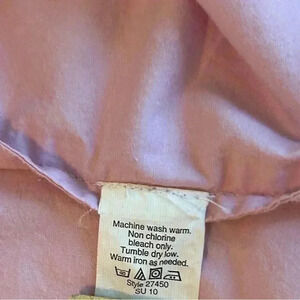 Machine wash warm.
Non chlorine
bleach only.
Tumble dry low.
Warm iron as needed.
Style 27450
SU 10